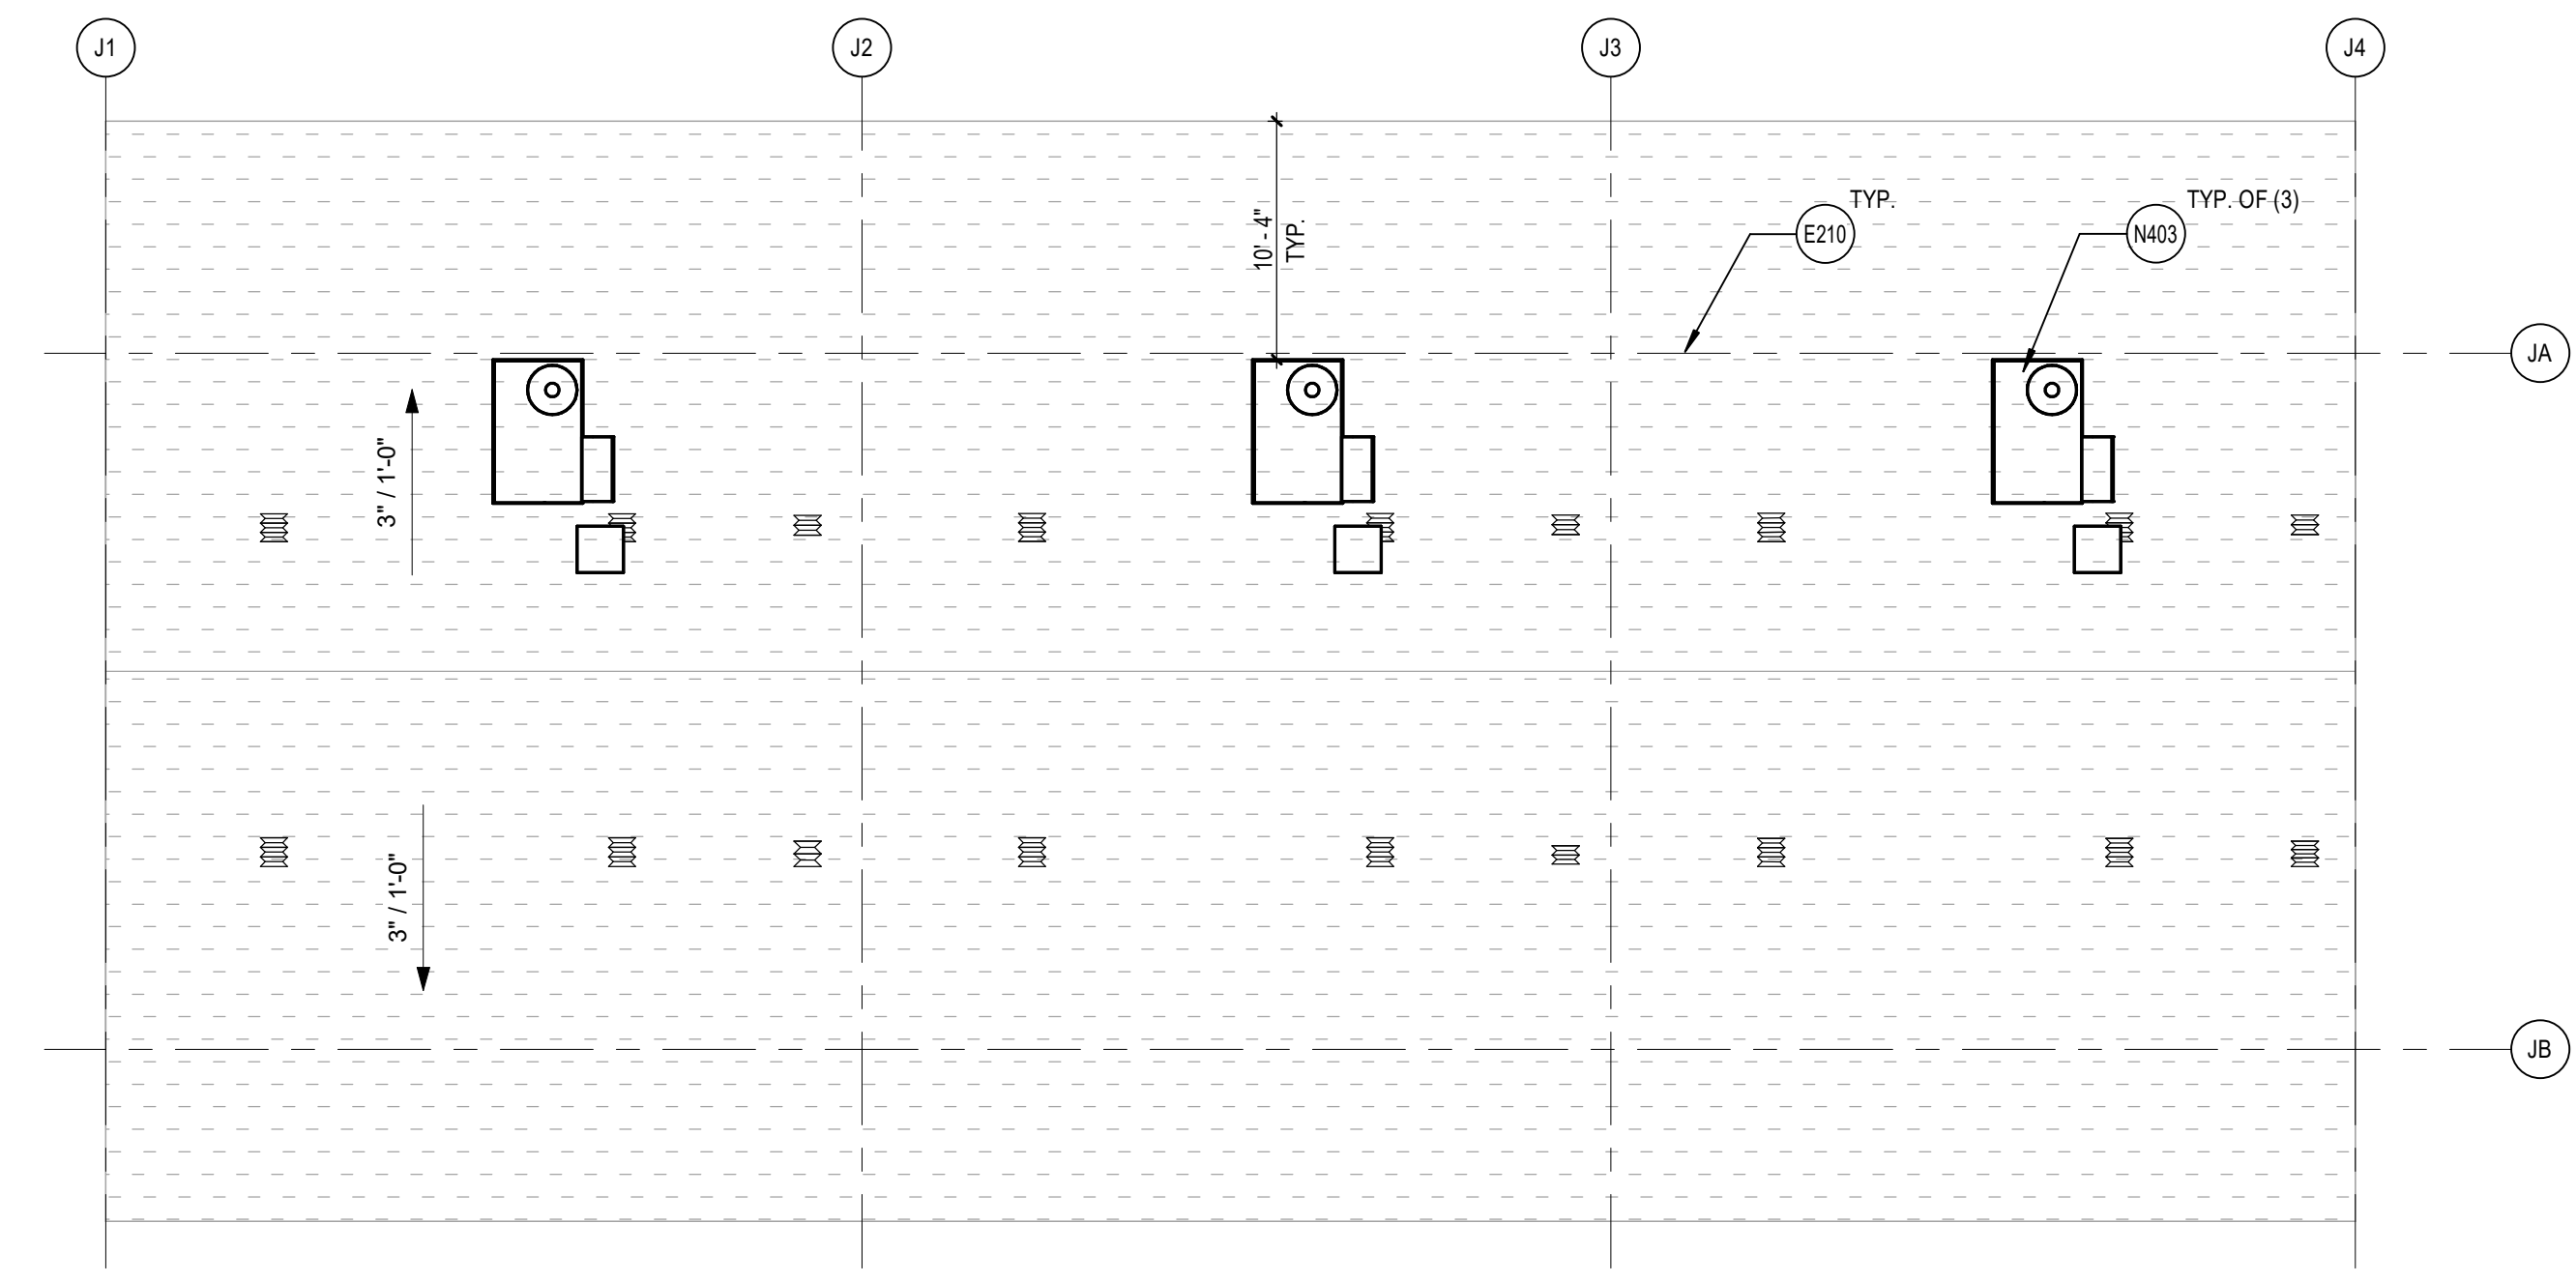 J1
J2
J3
J4
10' - 4"
TYP.
E210
TYP.
N403
TYP. OF (3)
JA
3" / 1'-0"
3" / 1'-0"
JB